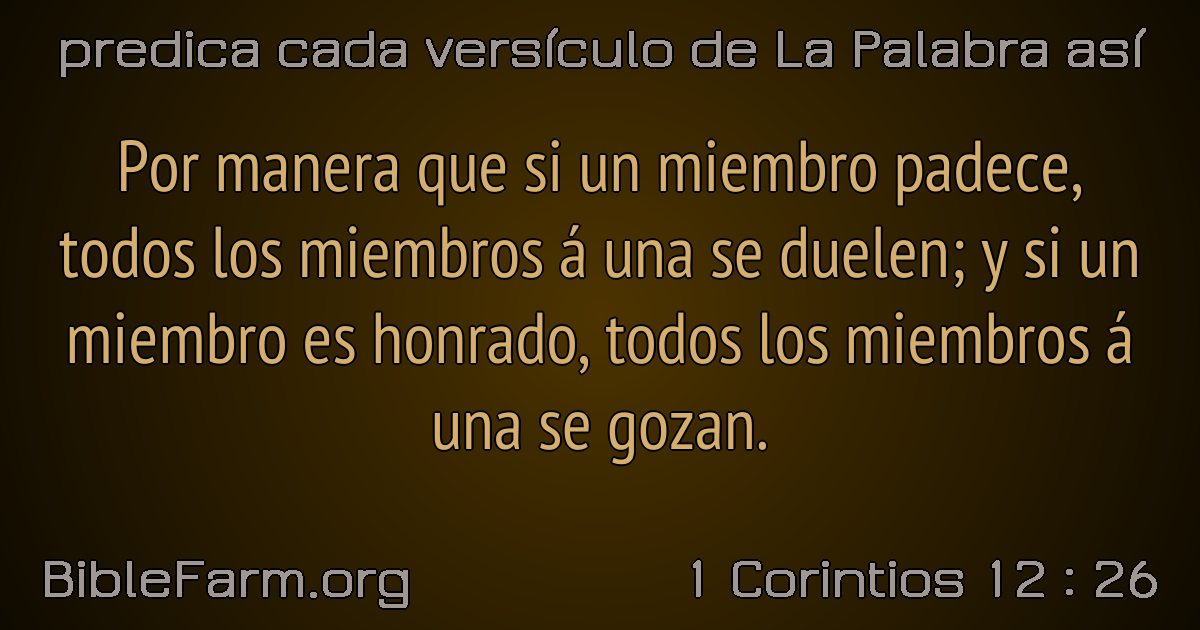 predica cada versículo de La Palabra así
Por manera que si un miembro padece,
todos los miembros á una se duelen; y si un
miembro es honrado, todos los miembros á
una se gozan.
BibleFarm.org
1 Corintios 12 : 26